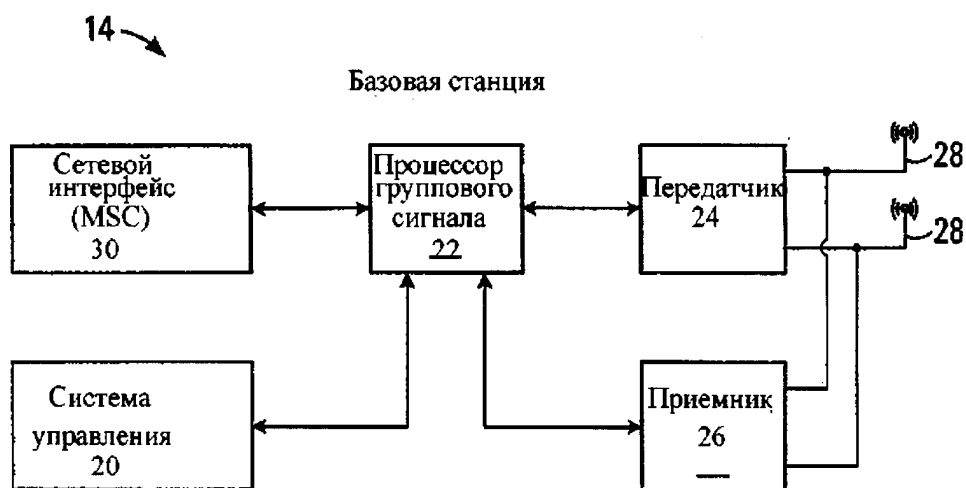 14
Базовая станция
Сетевой
интерфейс
(MSC)
30
Процессор
группового
сигнала
22
Передатчик
24
28
28
Система
управления
20
Приемник
26